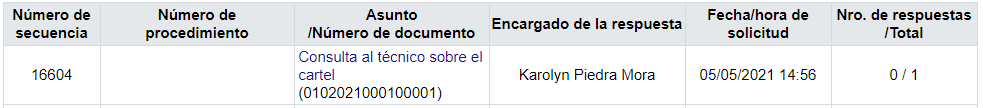 Número de secuencia
Número de procedimiento
Asunto /Número de documento
Encargado de la respuesta
Fecha/hora de solicitud
Nro. de respuestas /Total
16604
Consulta al técnico sobre el
cartel
(0102021000100001)
Karolyn Piedra Mora
05/05/2021 14:56
0 / 1